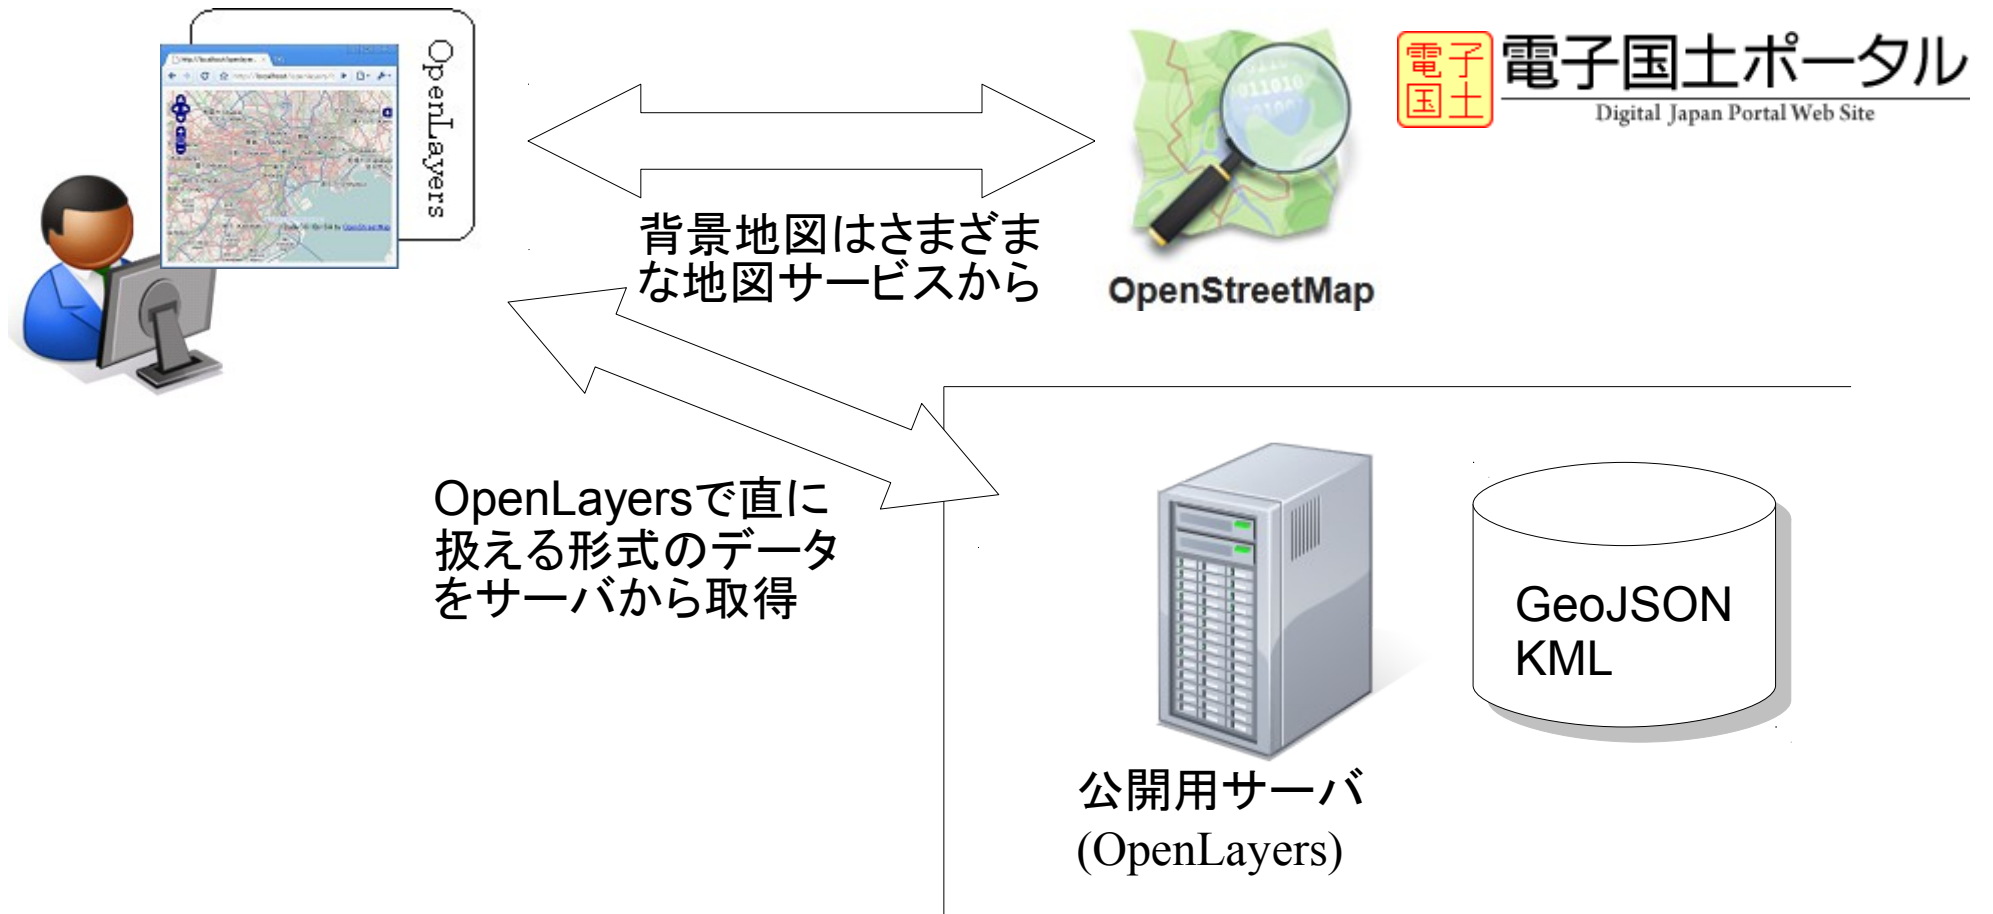 OpenLayers
OpenStreetMap
電子国土
電子国土ポータル
Digital Japan Portal Web Site
背景地図はさまざま
な地図サービスから
OpenStreetMap
OpenLayersで直に
扱える形式のデータ
をサーバから取得
GeoJSON
KML
公開用サーバ
(OpenLayers)